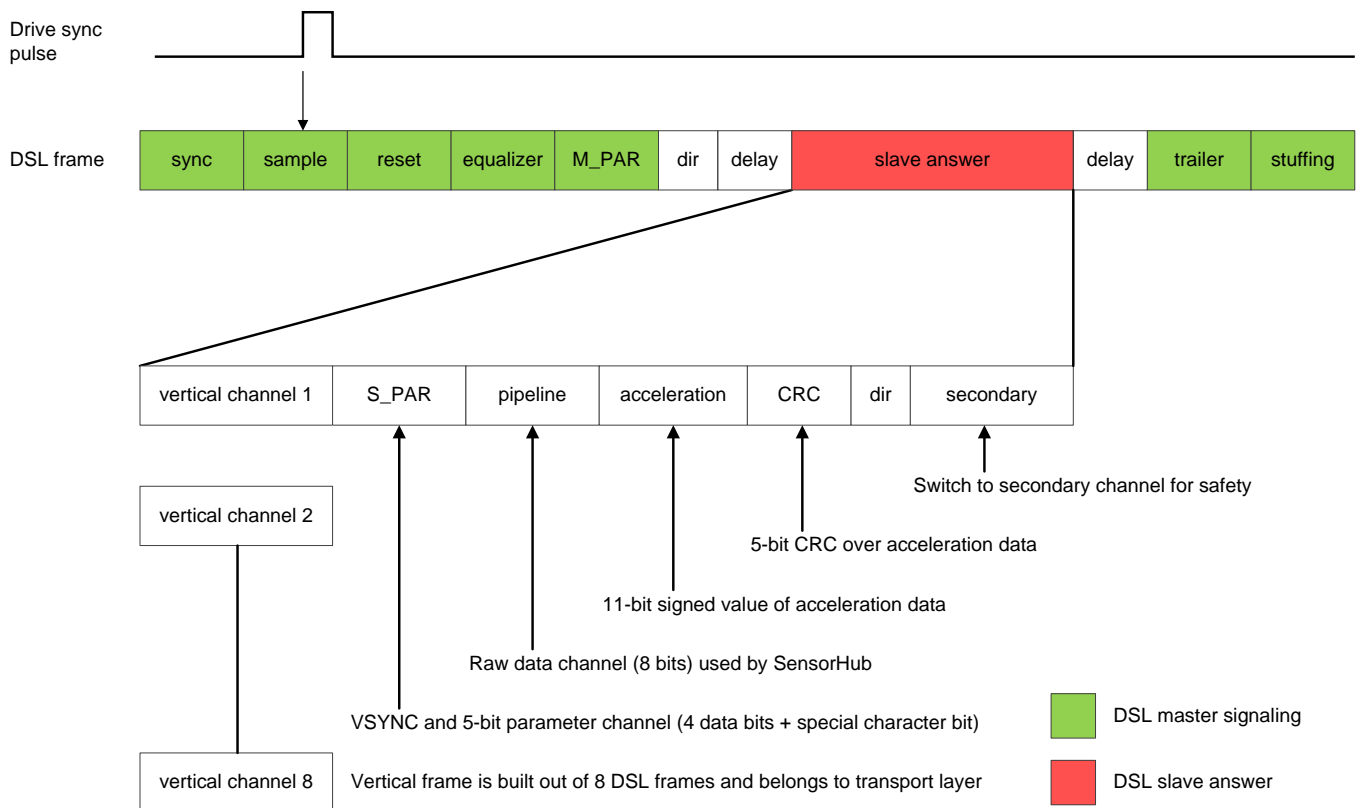 Drive sync
pulse
DSL frame
sync
sample
reset
equalizer
M_PAR
dir
delay
slave answer
delay
trailer
stuffing
vertical channel 1
S_PAR
pipeline
acceleration
CRC
dir
secondary
Switch to secondary channel for safety
vertical channel 2
5-bit CRC over acceleration data
11-bit signed value of acceleration data
Raw data channel (8 bits) used by SensorHub
VSYNC and 5-bit parameter channel (4 data bits + special character bit)
DSL master signaling
vertical channel 8
Vertical frame is built out of 8 DSL frames and belongs to transport layer
DSL slave answer